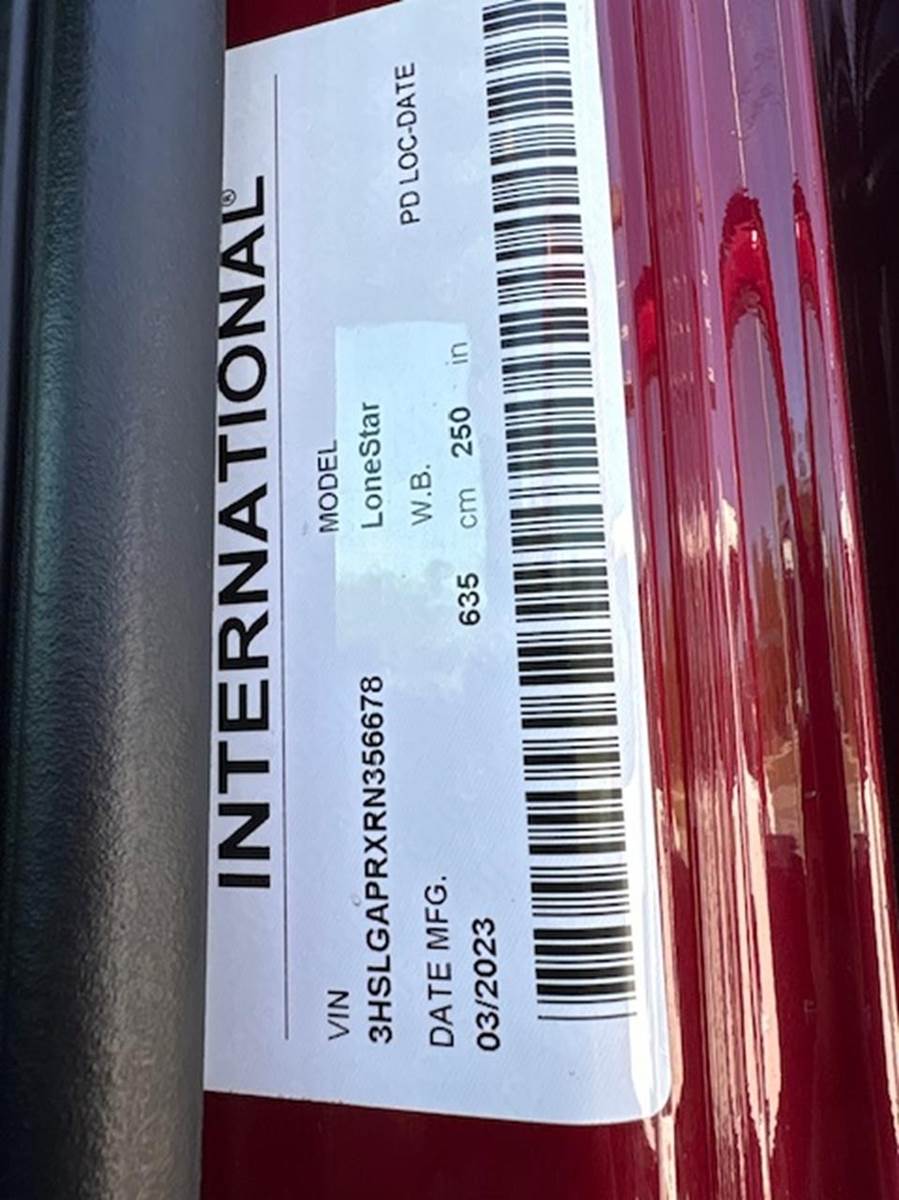 INTERNATIONAL®
VIN MODEL
3HSLGAPRXRN356678 LoneStar
DATE MFG. W.B. PD LOC-DATE
03/2023 635 cm 250 in